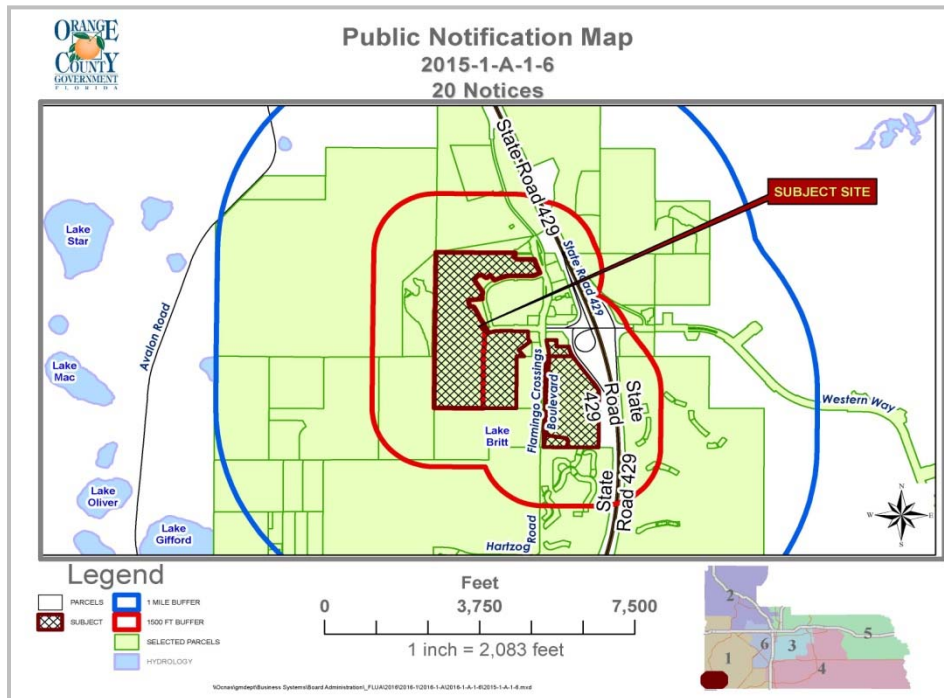 ORANGE
COUNTY
GOVERNMENT
FLORIDA
Public Notification Map
2015-1-A-1-6
20 Notices
SUBJECT SITE
State Road 429
State Road 429
State Road 429
State Road 429
Avalon Road
Lake
Star
Lake
Mac
Lake
Oliver
Lake
Gifford
Lake
Britt
Flamingo Crossings
Boulevard
Western Way
Hartzog Road
N
W
E
S
Legend
PARCELS
SUBJECT
1 MILE BUFFER
1500 FT BUFFER
SELECTED PARCELS
HYDROLOGY
Feet
0
3,750
7,500
1 inch = 2,083 feet
1
2
3
4
5
6